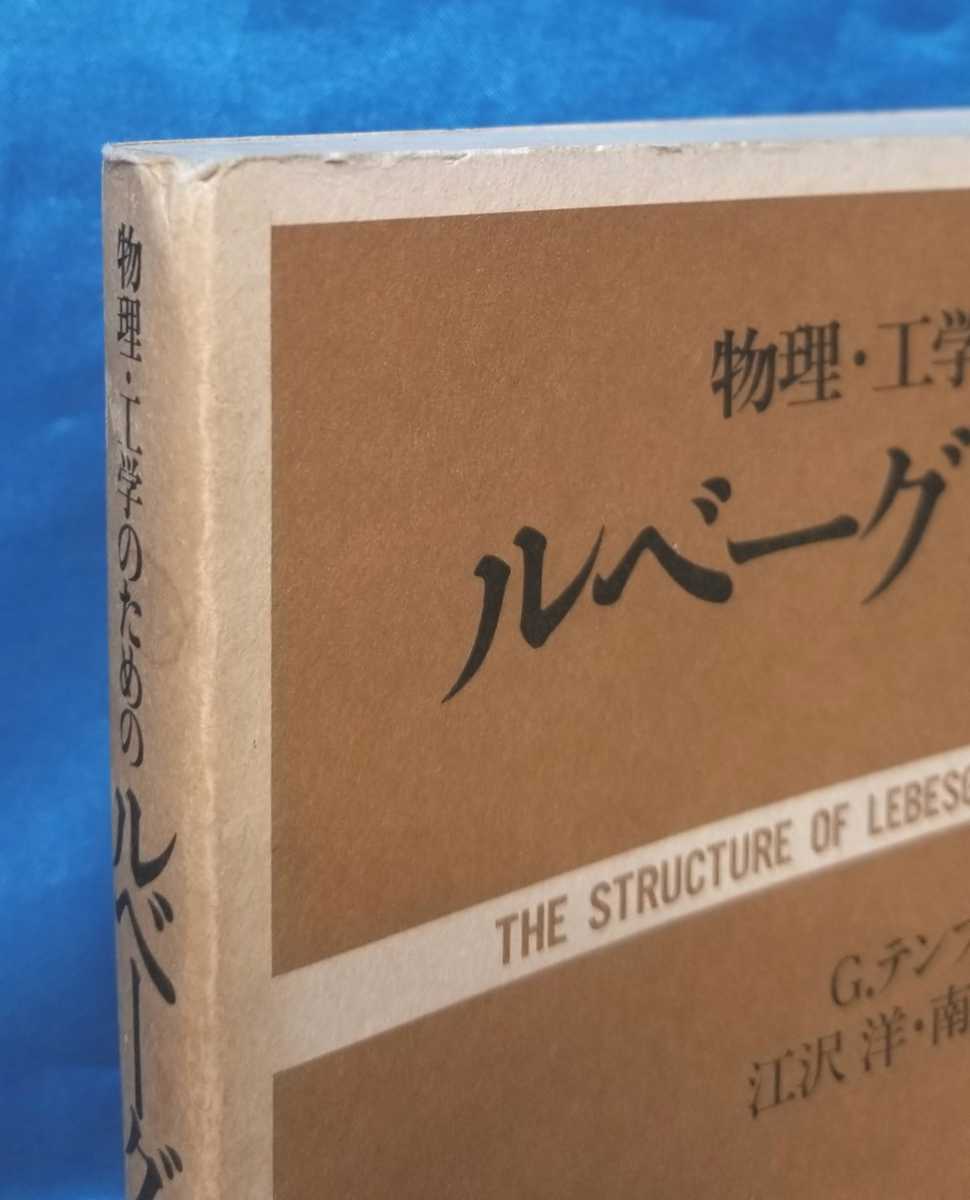 物理・工学のための ルベーグ
物理・工学
ルベーグ
THE STRUCTURE OF LEBESG
G.テンプ
江沢 洋・南